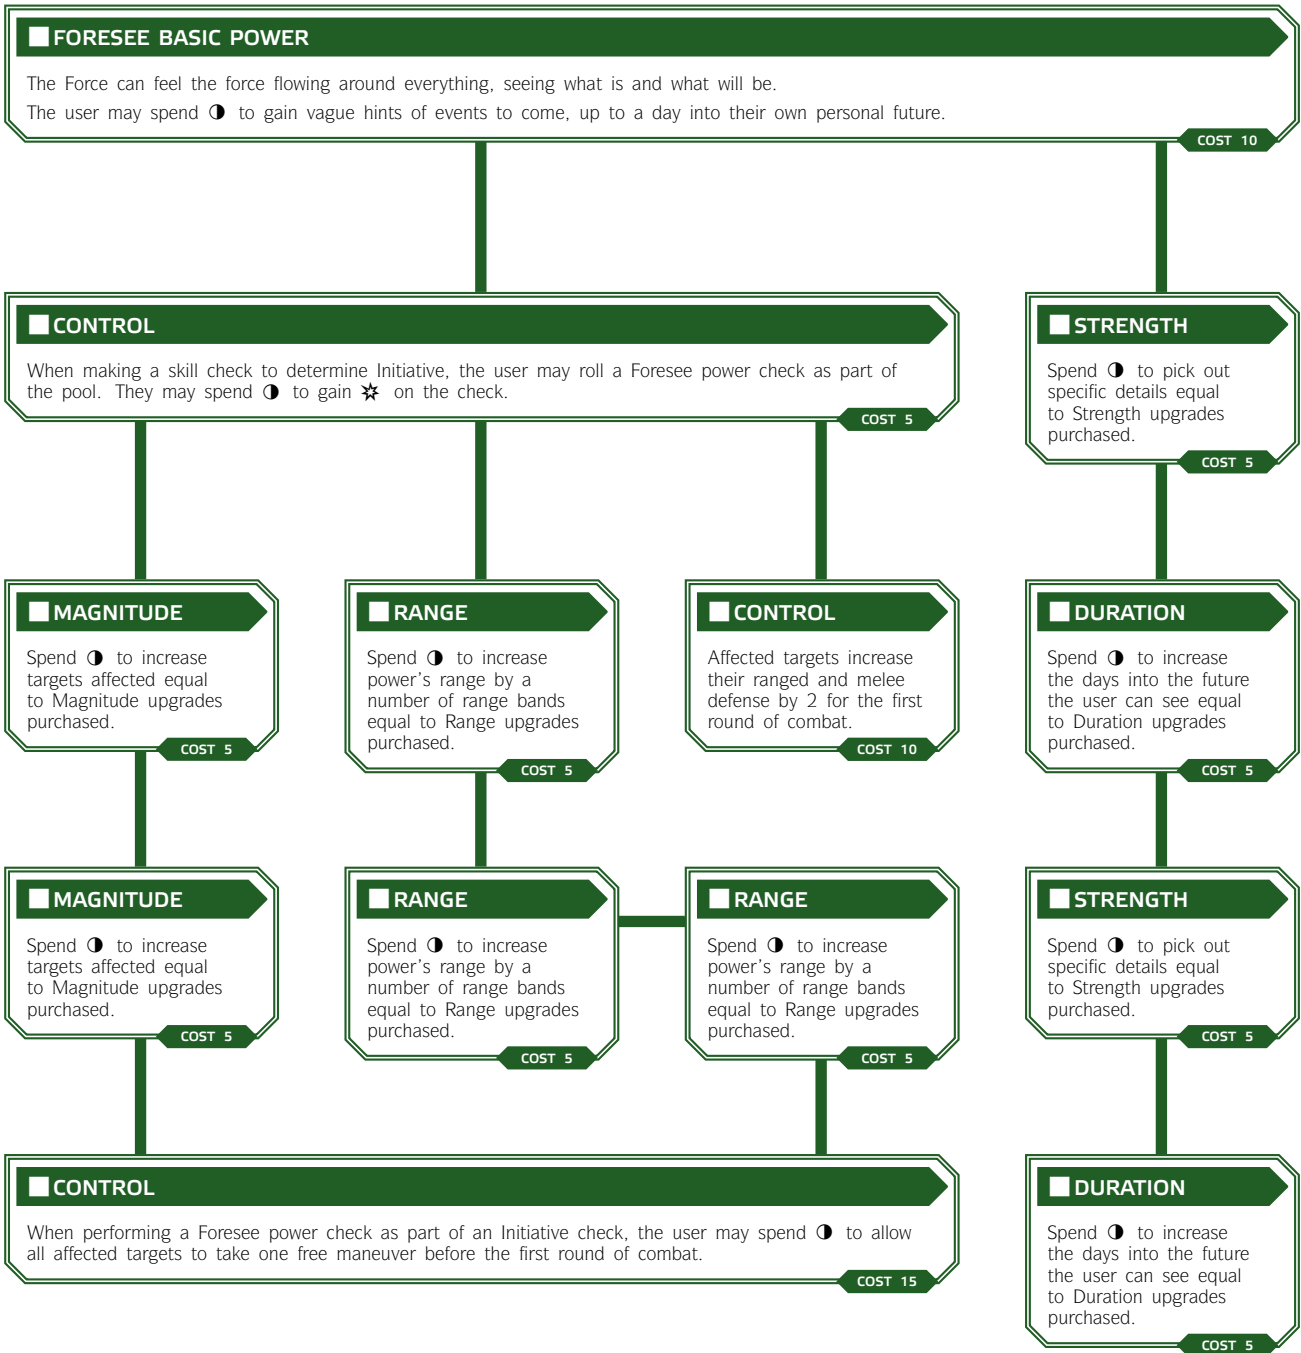 FORESEE BASIC POWER
The Force can feel the force flowing around everything, seeing what is and what will be.
The user may spend ◑ to gain vague hints of events to come, up to a day into their own personal future.
COST 10
CONTROL
When making a skill check to determine Initiative, the user may roll a Foresee power check as part of
the pool. They may spend ◑ to gain ✲ on the check.
COST 5
STRENGTH
Spend ◑ to pick out
specific details equal
to Strength upgrades
purchased.
COST 5
MAGNITUDE
Spend ◑ to increase
targets affected equal
to Magnitude upgrades
purchased.
COST 5
RANGE
Spend ◑ to increase
power's range by a
number of range bands
equal to Range upgrades
purchased.
COST 5
CONTROL
Affected targets increase
their ranged and melee
defense by 2 for the first
round of combat.
COST 10
DURATION
Spend ◑ to increase
the days into the future
the user can see equal
to Duration upgrades
purchased.
COST 5
MAGNITUDE
Spend ◑ to increase
targets affected equal
to Magnitude upgrades
purchased.
COST 5
RANGE
Spend ◑ to increase
power's range by a
number of range bands
equal to Range upgrades
purchased.
COST 5
RANGE
Spend ◑ to increase
power's range by a
number of range bands
equal to Range upgrades
purchased.
COST 5
STRENGTH
Spend ◑ to pick out
specific details equal
to Strength upgrades
purchased.
COST 5
CONTROL
When performing a Foresee power check as part of an Initiative check, the user may spend ◑ to allow
all affected targets to take one free maneuver before the first round of combat.
COST 15
DURATION
Spend ◑ to increase
the days into the future
the user can see equal
to Duration upgrades
purchased.
COST 5